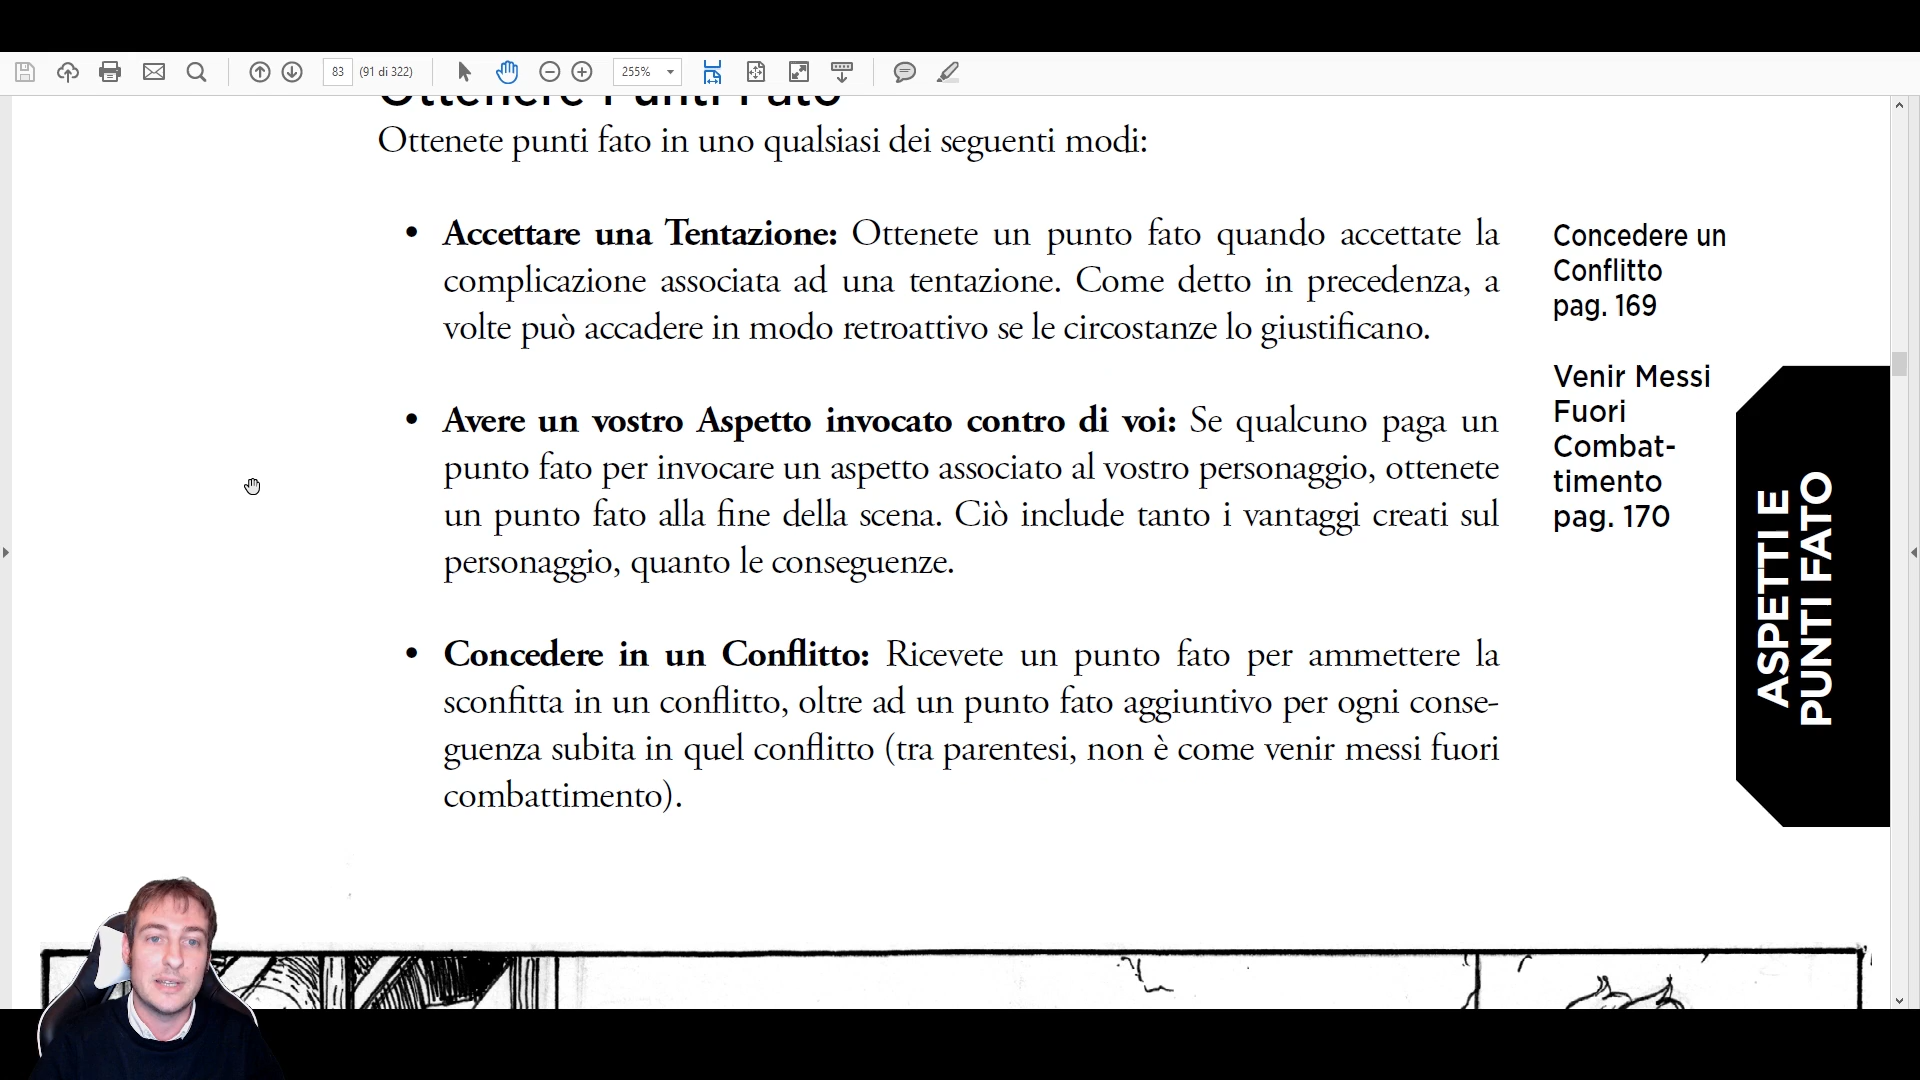 83 (91 di 322) 255%
Ottenere Punti Fato
Ottenete punti fato in uno qualsiasi dei seguenti modi:
• Accettare una Tentazione: Ottenete un punto fato quando accettate la
complicazione associata ad una tentazione. Come detto in precedenza, a
volte può accadere in modo retroattivo se le circostanze lo giustificano.
• Avere un vostro Aspetto invocato contro di voi: Se qualcuno paga un
punto fato per invocare un aspetto associato al vostro personaggio, ottenete
un punto fato alla fine della scena. Ciò include tanto i vantaggi creati sul
personaggio, quanto le conseguenze.
• Concedere in un Conflitto: Ricevete un punto fato per ammettere la
sconfitta in un conflitto, oltre ad un punto fato aggiuntivo per ogni conse-
guenza subita in quel conflitto (tra parentesi, non è come venir messi fuori
combattimento).
Concedere un
Conflitto
pag. 169
Venir Messi
Fuori
Combat-
timento
pag. 170
ASPETTI E
PUNTI FATO